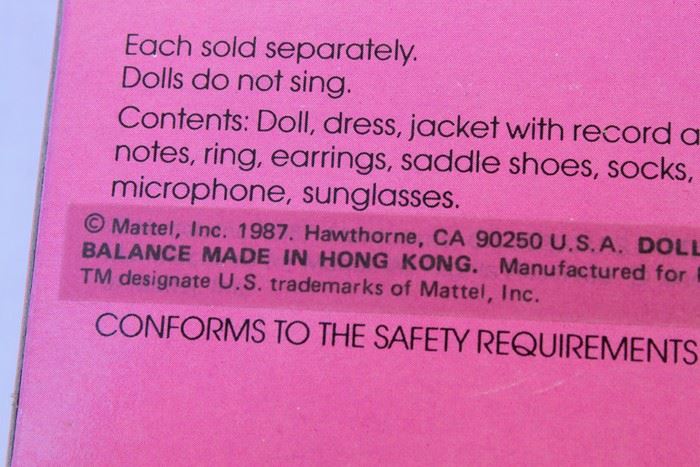 Each sold separately.
Dolls do not sing.
Contents: Doll, dress, jacket with record a
notes, ring, earrings, saddle shoes, socks,
microphone, sunglasses.
© Mattel, Inc. 1987. Hawthorne, CA 90250 U.S.A. DOLL
BALANCE MADE IN HONG KONG. Manufactured for
TM designate U.S. trademarks of Mattel, Inc.
CONFORMS TO THE SAFETY REQUIREMENTS